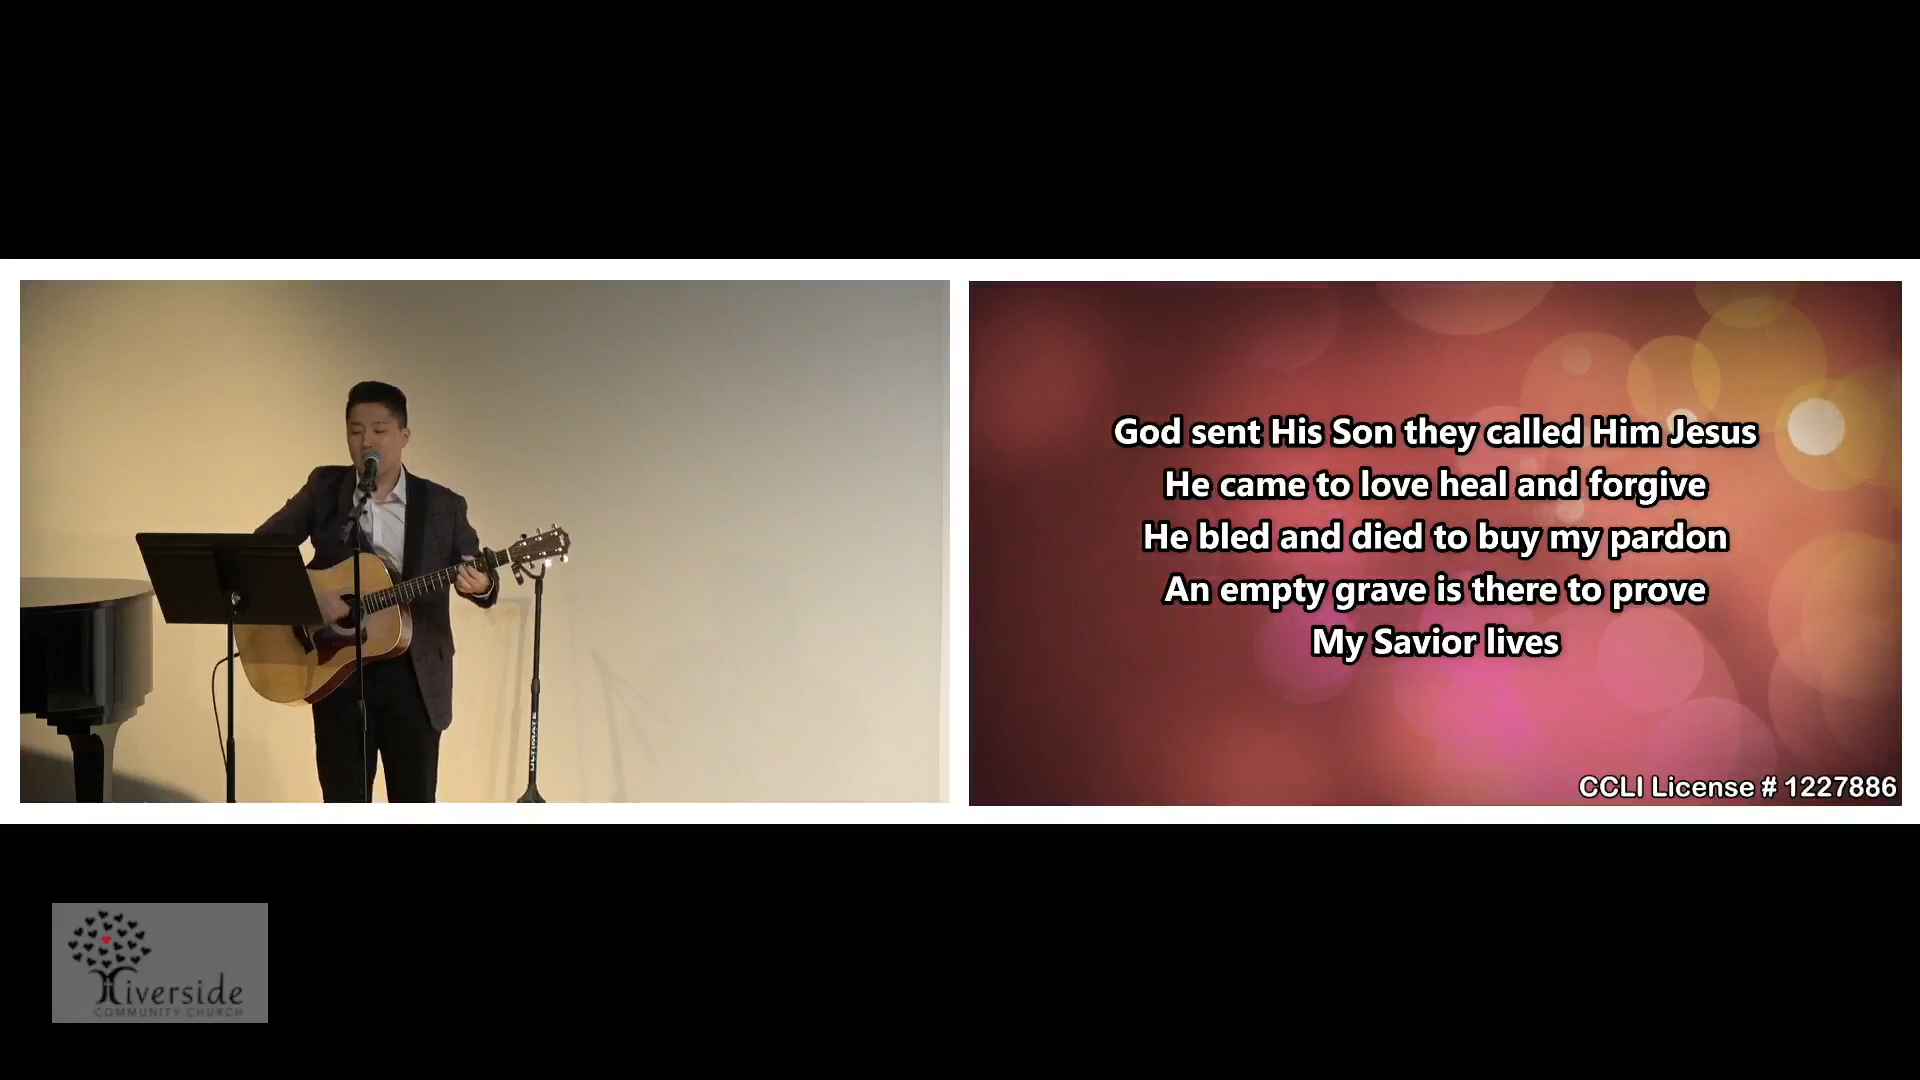 God sent His Son they called Him Jesus
He came to love heal and forgive
He bled and died to buy my pardon
An empty grave is there to prove
My Savior lives
CCLI License # 1227886
ULTIMATE
Riverside
COMMUNITY CHURCH